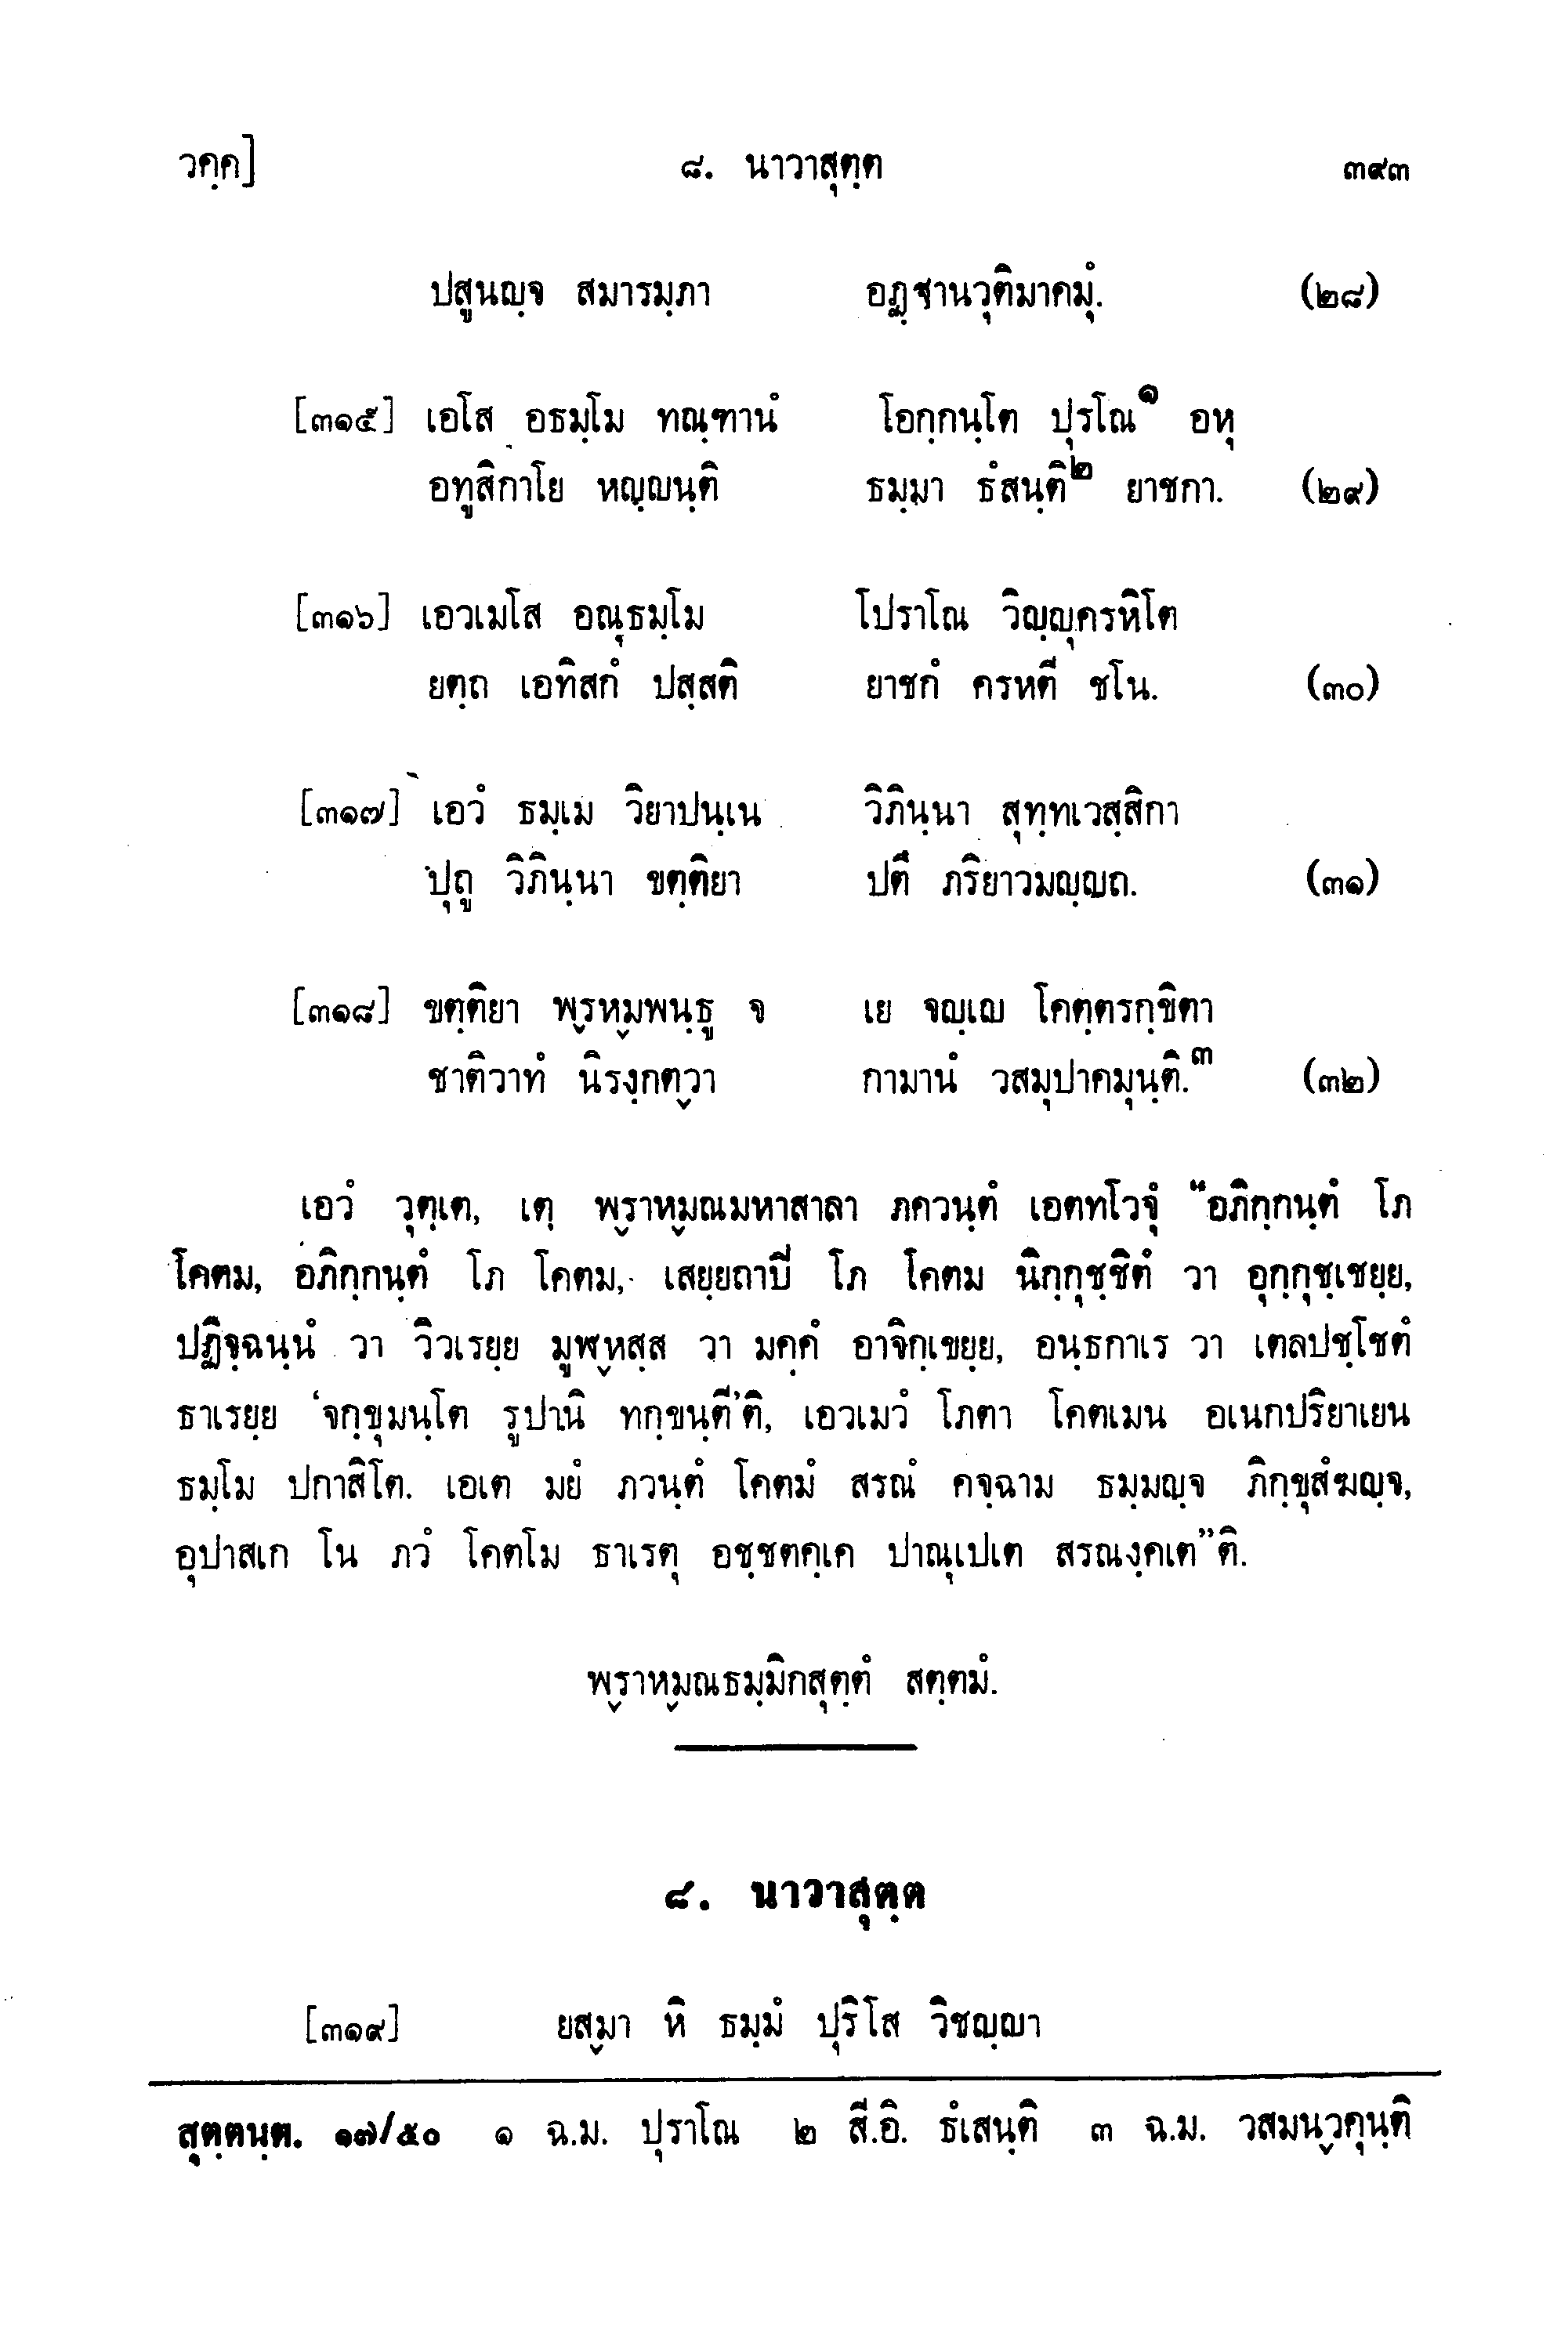 วคฺค] ๘. นาวาสุตฺต ๓๙๓
ปสูนญฺจ สมารมฺภา อฏฺฐานวุติมาคมุํ. (๒๘)
[๓๑๕] เอโส อธมฺโม ทณฺฑานํ โอกฺกนฺโต ปุรโณ๑ อหุ
อทูสิกาโย หญฺญนฺติ ธมฺมา ธํสนฺติ๒ ยาชกา. (๒๙)
[๓๑๖] เอวเมโส อณุธมฺโม โปราโณ วิญฺญุครหิโต
ยตฺถ เอทิสกํ ปสฺสติ ยาชกํ ครหตี ชโน. (๓๐)
[๓๑๗] เอวํ ธมฺเม วิยาปนฺเน วิภินฺนา สุทฺทเวสฺสิกา
ปุถู วิภินฺนา ขตฺติยา ปตึ ภริยาวมญฺญถ. (๓๑)
[๓๑๘] ขตฺติยา พฺรหฺมพนฺธู จ เย จญฺเญ โคตฺตรกฺขิตา
ชาติวาทํ นิรงฺกตฺวา กามานํ วสมุปาคมุนฺติ.๓ (๓๒)
เอวํ วุตฺเต, เต พฺราหฺมณมหาสาลา ภควนฺตํ เอตทโวจุํ “อภิกฺกนฺตํ โภ
โคตม, อภิกฺกนฺตํ โภ โคตม, เสยฺยถาปิ โภ โคตม นิกฺกุชฺชิตํ วา อุกฺกุชฺเชยฺย,
ปฏิจฺฉนฺนํ วา วิวเรยฺย มูฬฺหสฺส วา มคฺคํ อาจิกฺเขยฺย, อนฺธกาเร วา เตลปชฺโชตํ
ธาเรยฺย ‘จกฺขุมนฺโต รูปานิ ทกฺขนฺตี’ติ, เอวเมวํ โภตา โคตเมน อเนกปริยาเยน
ธมฺโม ปกาสิโต. เอเต มยํ ภวนฺตํ โคตมํ สรณํ คจฺฉาม ธมฺมญฺจ ภิกฺขุสํฆญฺจ,
อุปาสเก โน ภวํ โคตโม ธาเรตุ อชฺชตคฺเค ปาณุเปเต สรณงฺคเต”ติ.
พฺราหฺมณธมฺมิกสุตฺตํ สตฺตมํ.
๘. นาวาสุตฺต
[๓๑๙] ยสฺมา หิ ธมฺมํ ปุริโส วิชญฺญา
สุตฺตนฺต. ๑๗/๕๐ ๑ ฉ.ม. ปุราโณ ๒ สี.อิ. ธํเสนฺติ ๓ ฉ.ม. วสมนฺวคุนฺติ